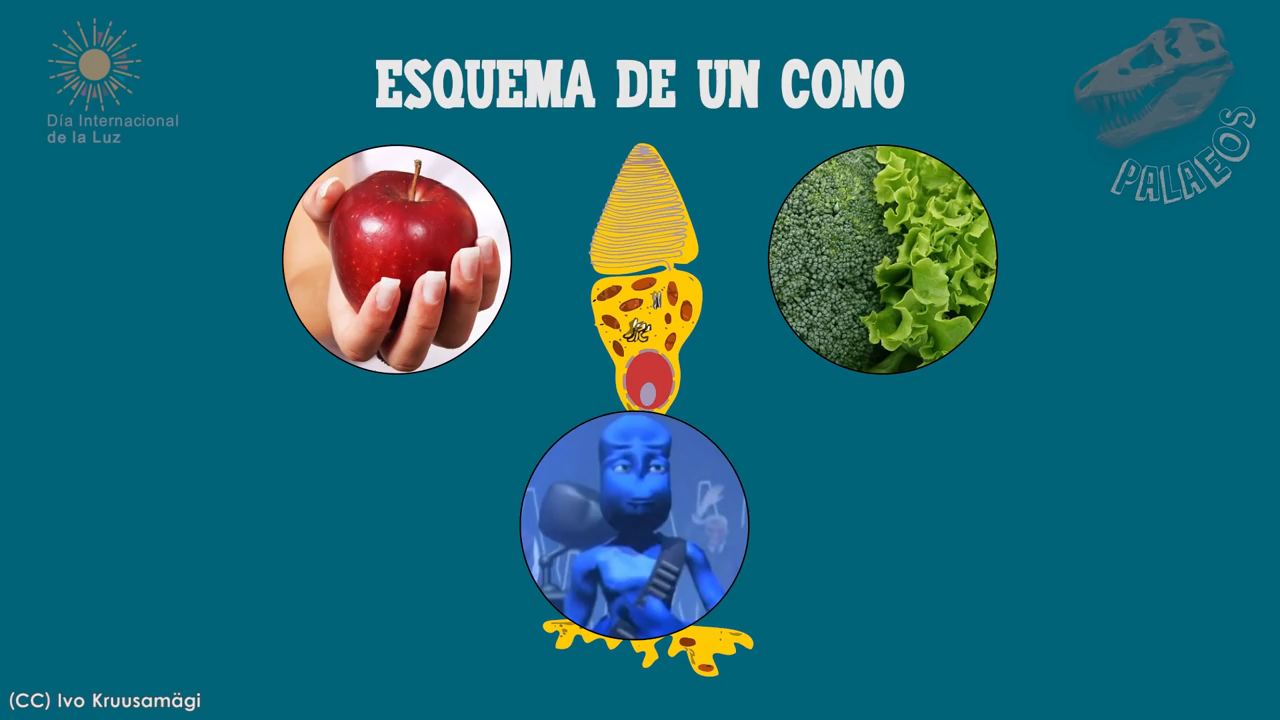 ESQUEMA DE UN CONO
Día Internacional
de la Luz
PALAEOS
(CC) Ivo Kruusamägi